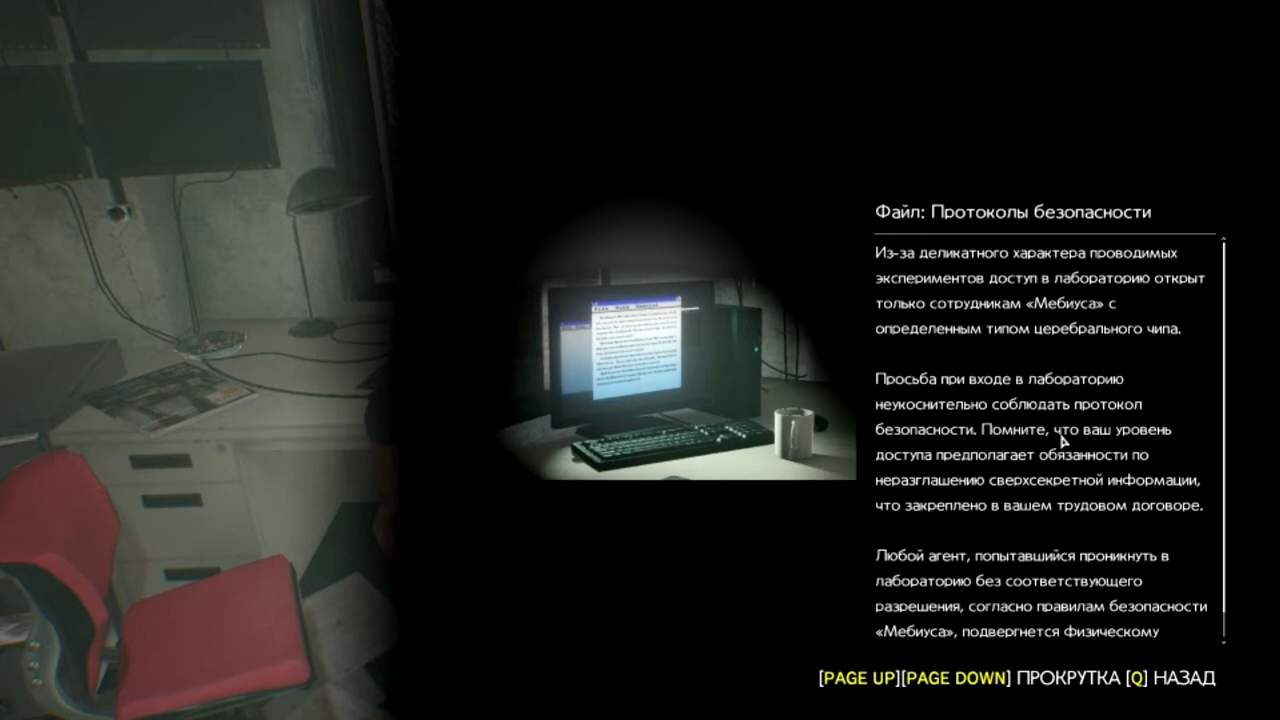 Файл: Протоколы безопасности
Из-за деликатного характера проводимых
экспериментов доступ в лабораторию открыт
только сотрудникам «Мебиуса» с
определенным типом церебрального чипа.
Просьба при входе в лабораторию
неукоснительно соблюдать протокол
безопасности. Помните, что ваш уровень
доступа предполагает обязанности по
неразглашению сверхсекретной информации,
что закреплено в вашем трудовом договоре.
Любой агент, попытавшийся проникнуть в
лабораторию без соответствующего
разрешения, согласно правилам безопасности
«Мебиуса», подвергнется физическому
[PAGE UP][PAGE DOWN] ПРОКРУТКА [Q] НАЗАД